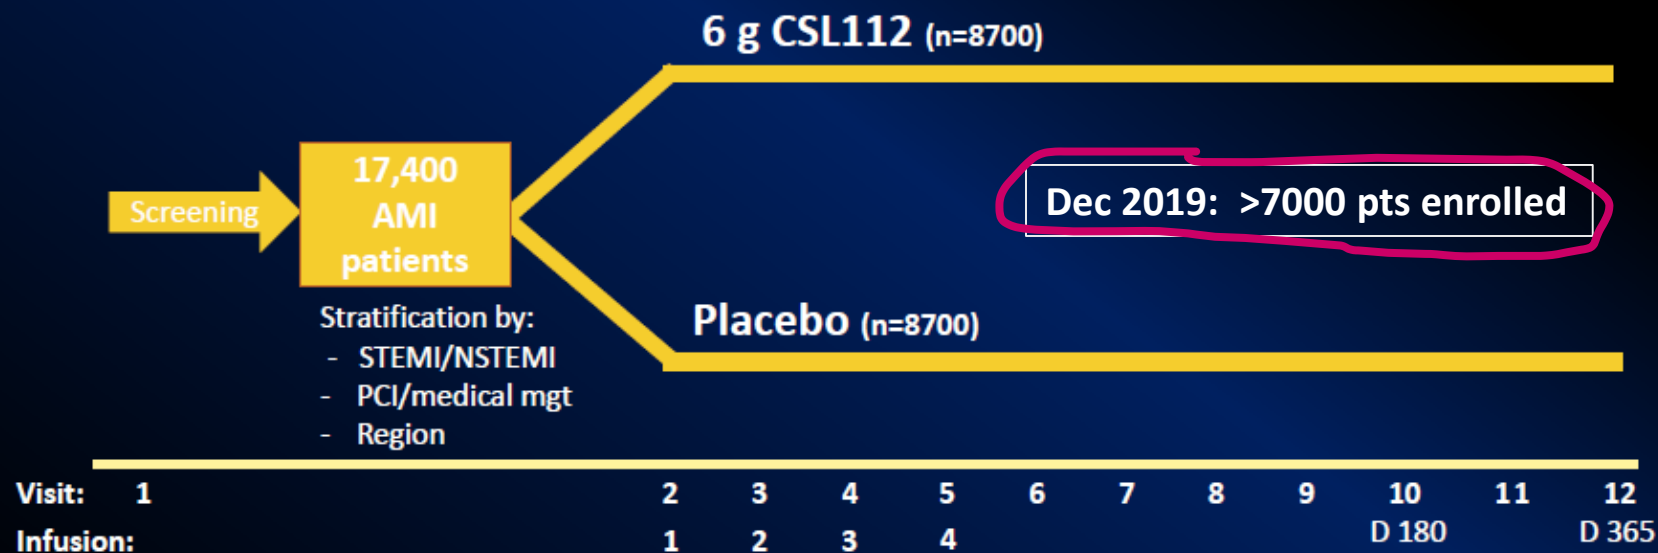 6 g CSL112 (n=8700)
17,400
AMI
patients
Screening
Dec 2019: >7000 pts enrolled
Stratification by:
- STEMI/NSTEMI
- PCI/medical mgt
- Region
Placebo (n=8700)
Visit: 1 2 3 4 5 6 7 8 9 10 11 12
D 180 D 365
Infusion: 1 2 3 4